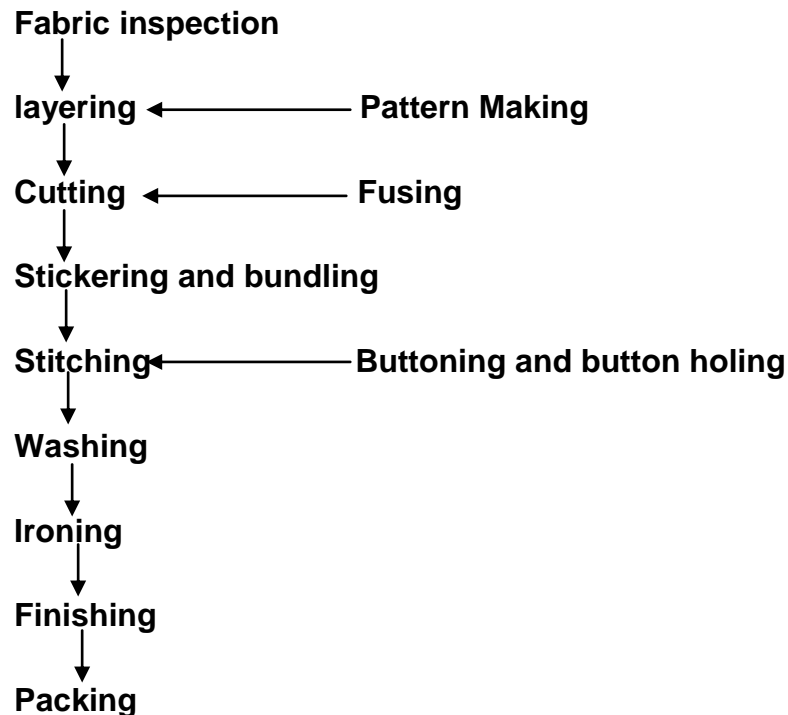 Fabric inspection
layering Pattern Making
Cutting Fusing
Stickering and bundling
Stitching Buttoning and button holing
Washing
Ironing
Finishing
Packing